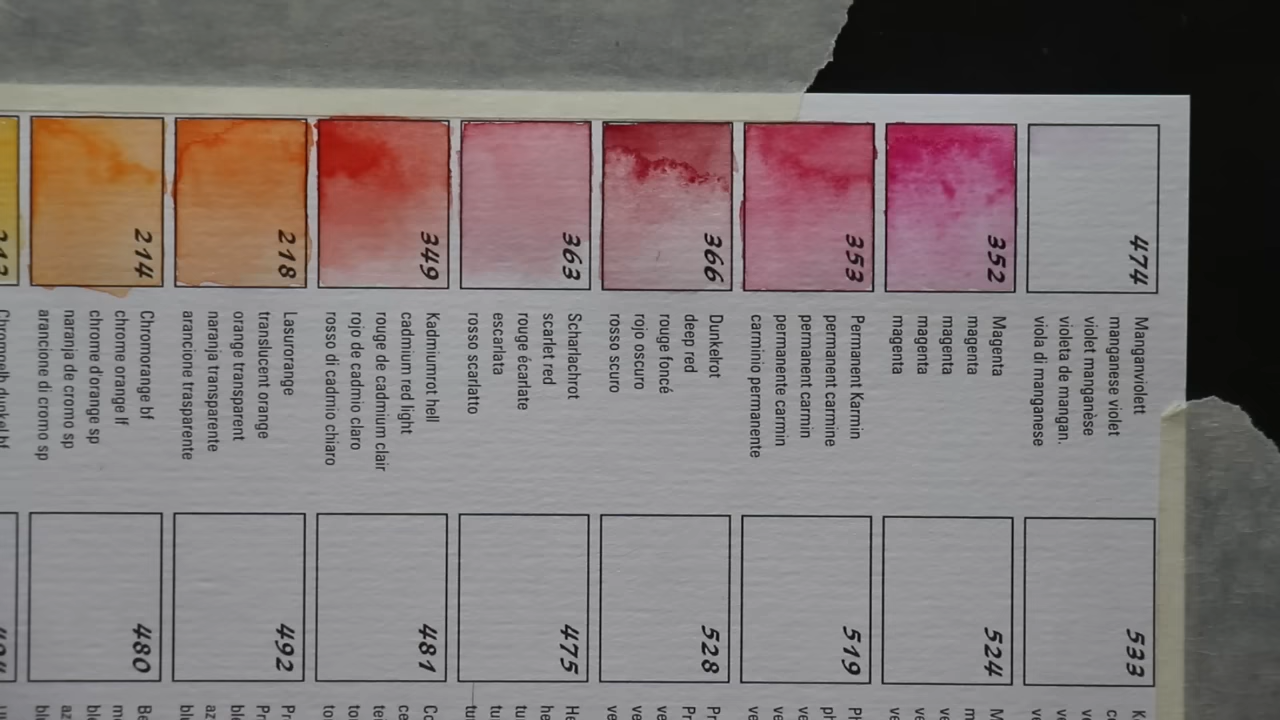 474
Manganviolett
manganese violet
violet manganèse
violeta de mangan.
viola di manganese
533
352
Magenta
magenta
magenta
magenta
magenta
524
353
Permanent Karmin
permanent carmine
permanent carmin
permanente carmin
carminio permanente
519
366
Dunkelrot
deep red
rouge foncé
rojo oscuro
rosso scuro
528
363
Scharlachrot
scarlet red
rouge écarlate
escarlata
rosso scarlatto
475
349
Kadmiumrot hell
cadmium red light
rouge de cadmium clair
rojo de cadmio claro
rosso di cadmio chiaro
481
218
Lasurorange
translucent orange
orange transparent
naranja transparente
arancione trasparente
492
214
Chromorange bf
chrome orange lf
chrome d'orange sp
naranja de cromo sp
arancione di cromo sp
480